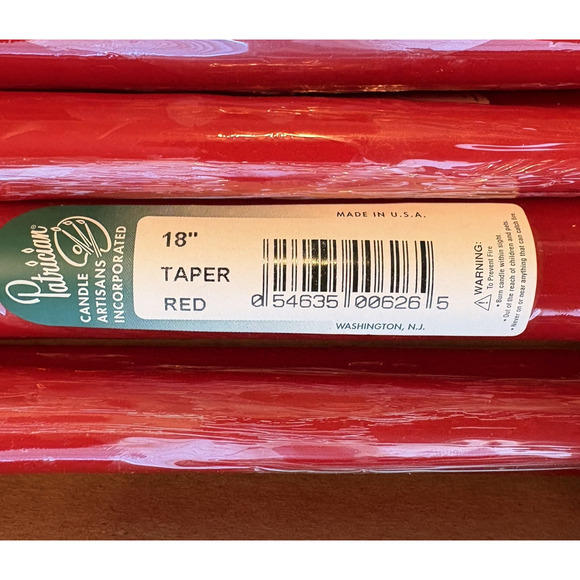 Patrician®
CANDLE
ARTISANS
INCORPORATED
18"
TAPER
RED
MADE IN U.S.A.
0 54635 00626 5
WASHINGTON, N.J.
⚠WARNING:
To Prevent Fire
• Burn candle within sight
• Out of the reach of children and pets
• Never on or near anything that can catch fire